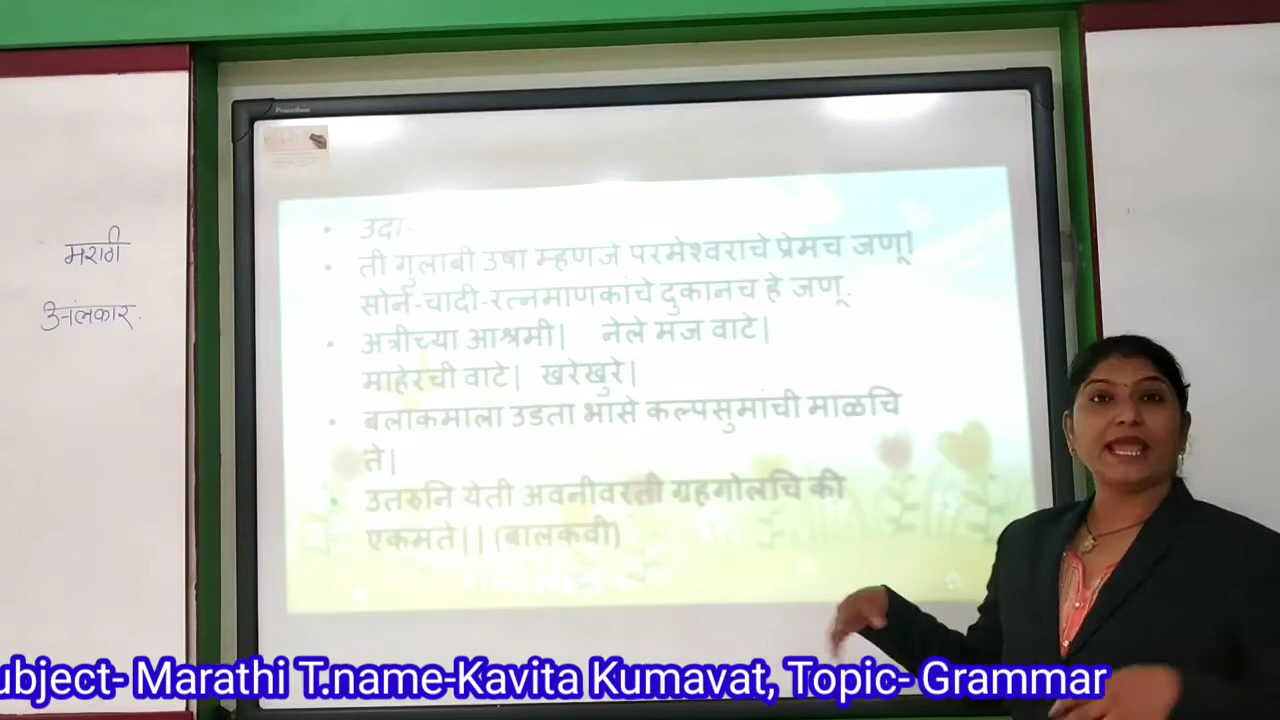 Promethean
मराठी
अलंकार.
उदा-
ती गुलाबी उषा म्हणजे परमेश्वराचे प्रेमच जणू!
सोने-चांदी-रत्नमाणकांचे दुकानच हे जणू.
अत्रीच्या आश्रमी| नेले मज वाटे|
माहेरची वाटे| खरेखुरे|
बलाकमाला उडता भासे कल्पसुमांची माळचि
ते|
उतरुनि येती अवनीवरती ग्रहगोलचि की
एकमते|| (बालकवी)
ubject- Marathi T.name-Kavita Kumavat, Topic- Grammar